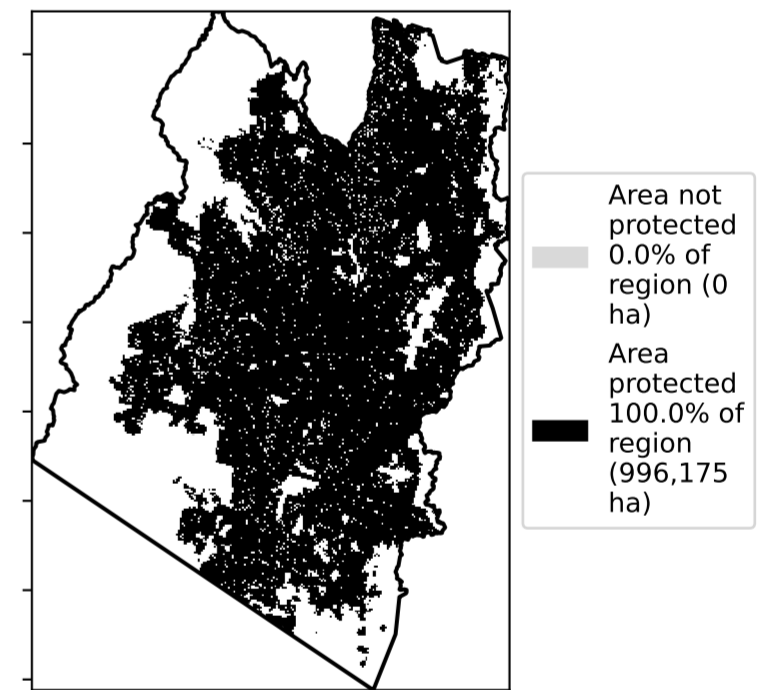 Area not
protected
0.0% of
region (0
ha)
Area
protected
100.0% of
region
(996,175
ha)